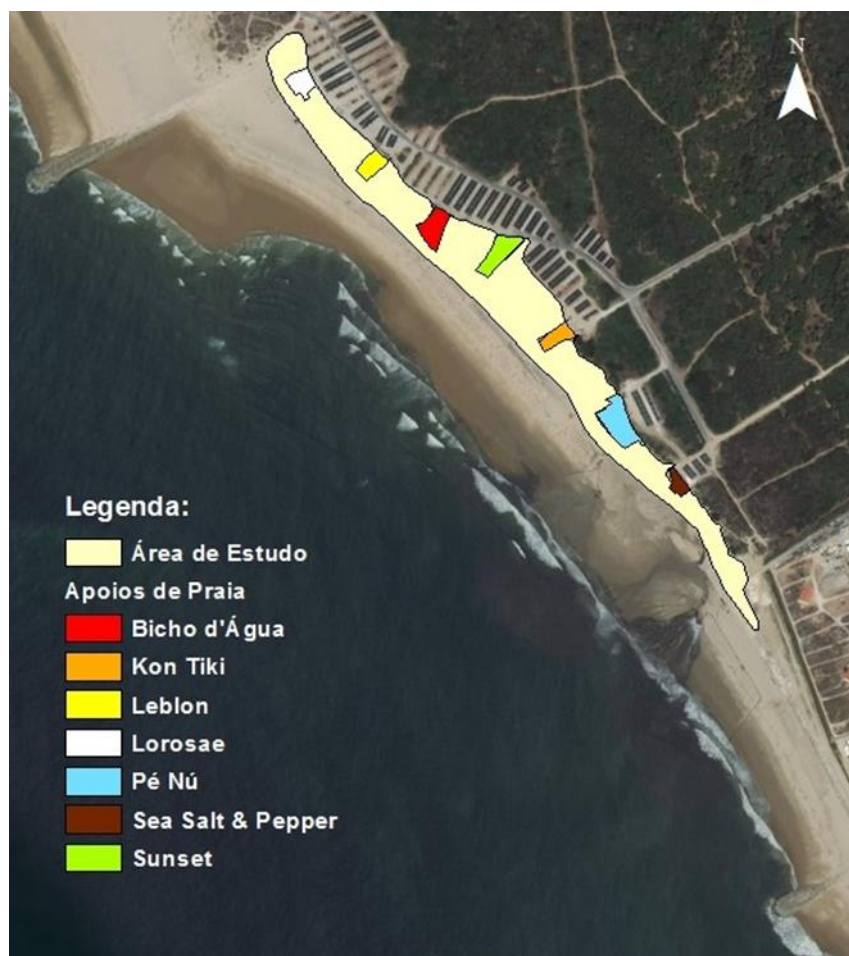 N
Legenda:
Área de Estudo
Apoios de Praia
Bicho d'Água
Kon Tiki
Leblon
Lorosae
Pé Nú
Sea Salt & Pepper
Sunset